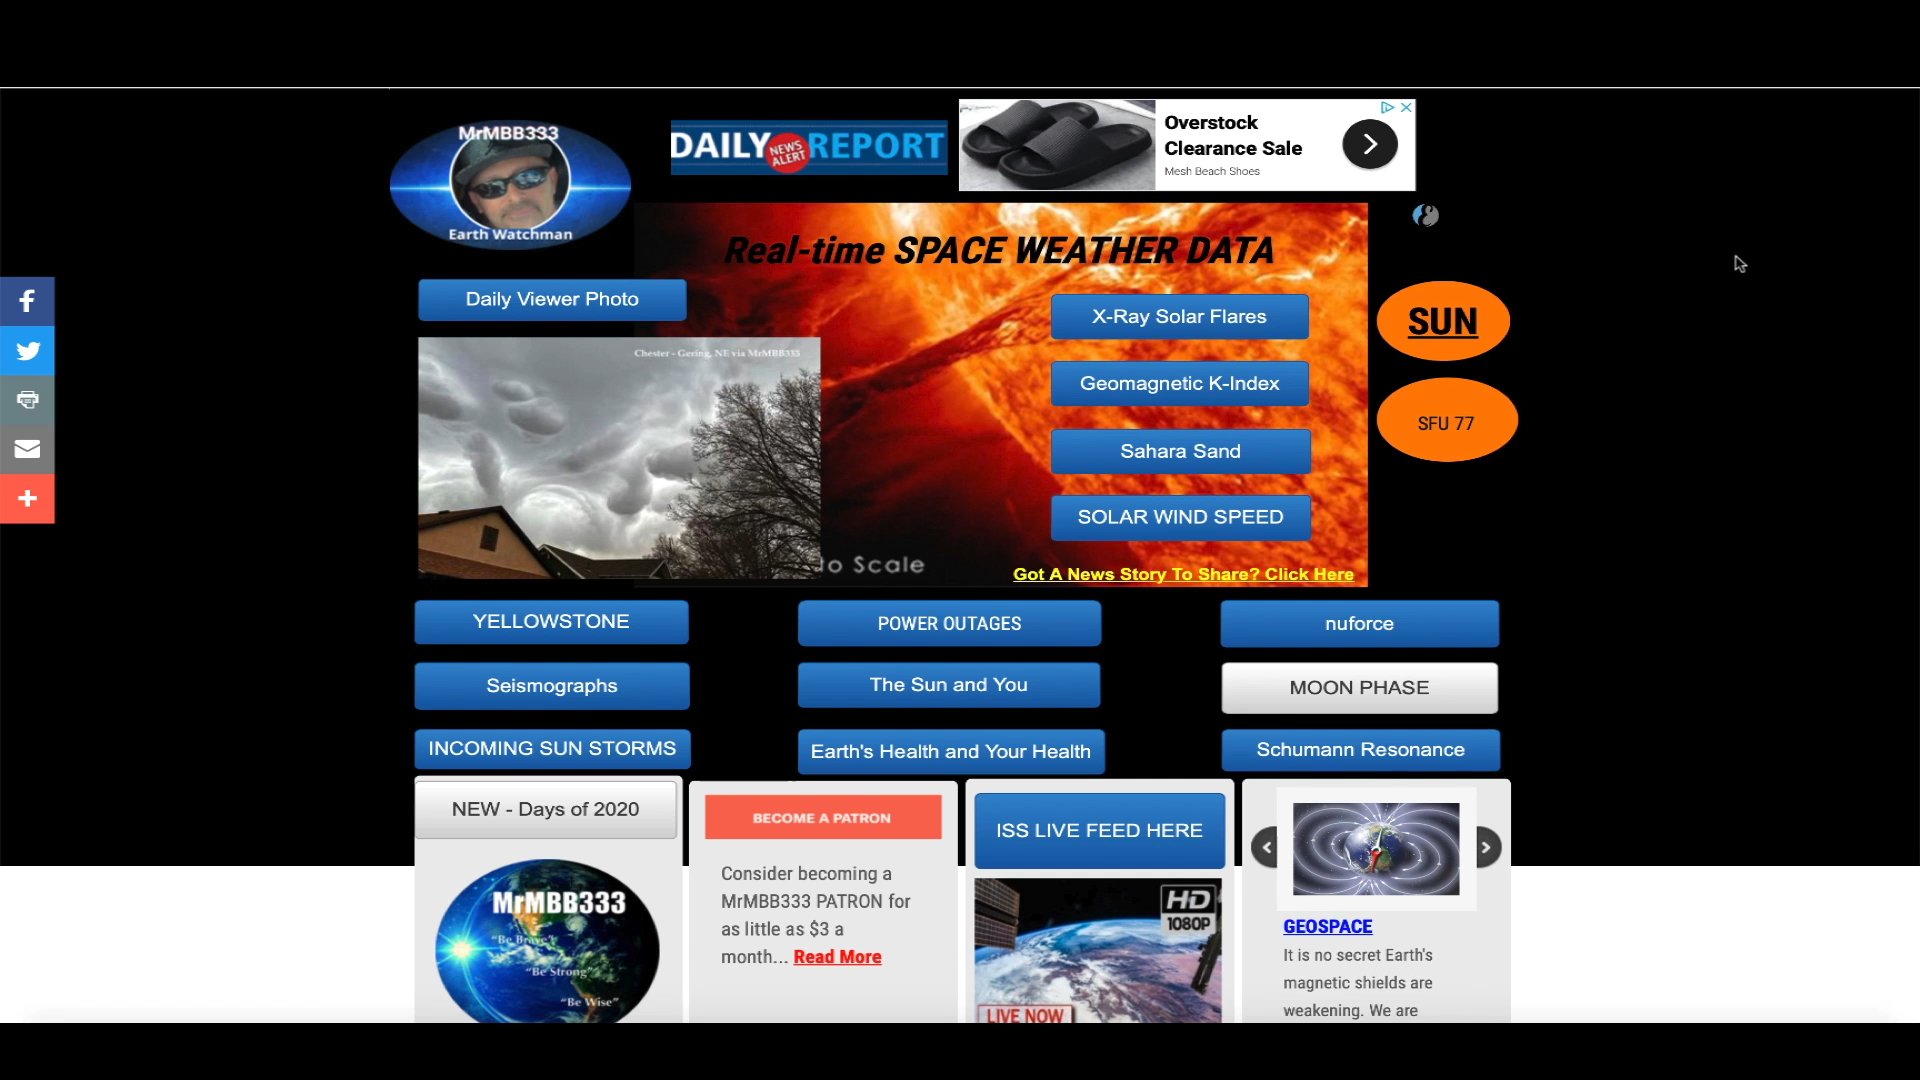 MrMBB333
Earth Watchman
DAILY NEWS ALERT REPORT
Overstock
Clearance Sale
Mesh Beach Shoes
Real-time SPACE WEATHER DATA
Daily Viewer Photo
Chester - Gering, NE via MrMBB333
X-Ray Solar Flares
Geomagnetic K-Index
Sahara Sand
SOLAR WIND SPEED
to Scale
Got A News Story To Share? Click Here
SUN
SFU 77
YELLOWSTONE
POWER OUTAGES
nuforce
Seismographs
The Sun and You
MOON PHASE
INCOMING SUN STORMS
Earth's Health and Your Health
Schumann Resonance
NEW - Days of 2020
MrMBB333
"Be Brave"
"Be Strong"
"Be Wise"
BECOME A PATRON
Consider becoming a
MrMBB333 PATRON for
as little as $3 a
month... Read More
ISS LIVE FEED HERE
HD
1080P
LIVE NOW
GEOSPACE
It is no secret Earth's
magnetic shields are
weakening. We are